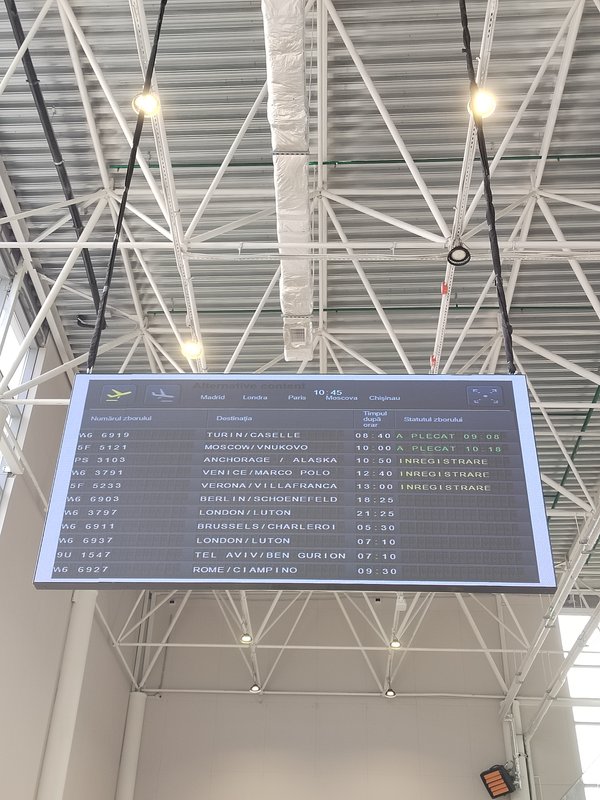 Alternative content
10:45
Madrid Londra Paris Moscova Chişinau
Numărul zborului Destinaţia Timpul după orar Statutul zborului
W6 6919 TURIN/CASELLE 08:40 A PLECAT 09:08
5F 5121 MOSCOW/VNUKOVO 10:00 A PLECAT 10:18
PS 3103 ANCHORAGE / ALASKA 10:50 INREGISTRARE
W6 3791 VENICE/MARCO POLO 12:40 INREGISTRARE
5F 5233 VERONA/VILLAFRANCA 13:00 INREGISTRARE
W6 6903 BERLIN/SCHOENEFELD 18:25
W6 3797 LONDON/LUTON 21:25
W6 6911 BRUSSELS/CHARLEROI 05:30
W6 6937 LONDON/LUTON 07:10
9U 1547 TEL AVIV/BEN GURION 07:10
W6 6927 ROME/CIAMPINO 09:30